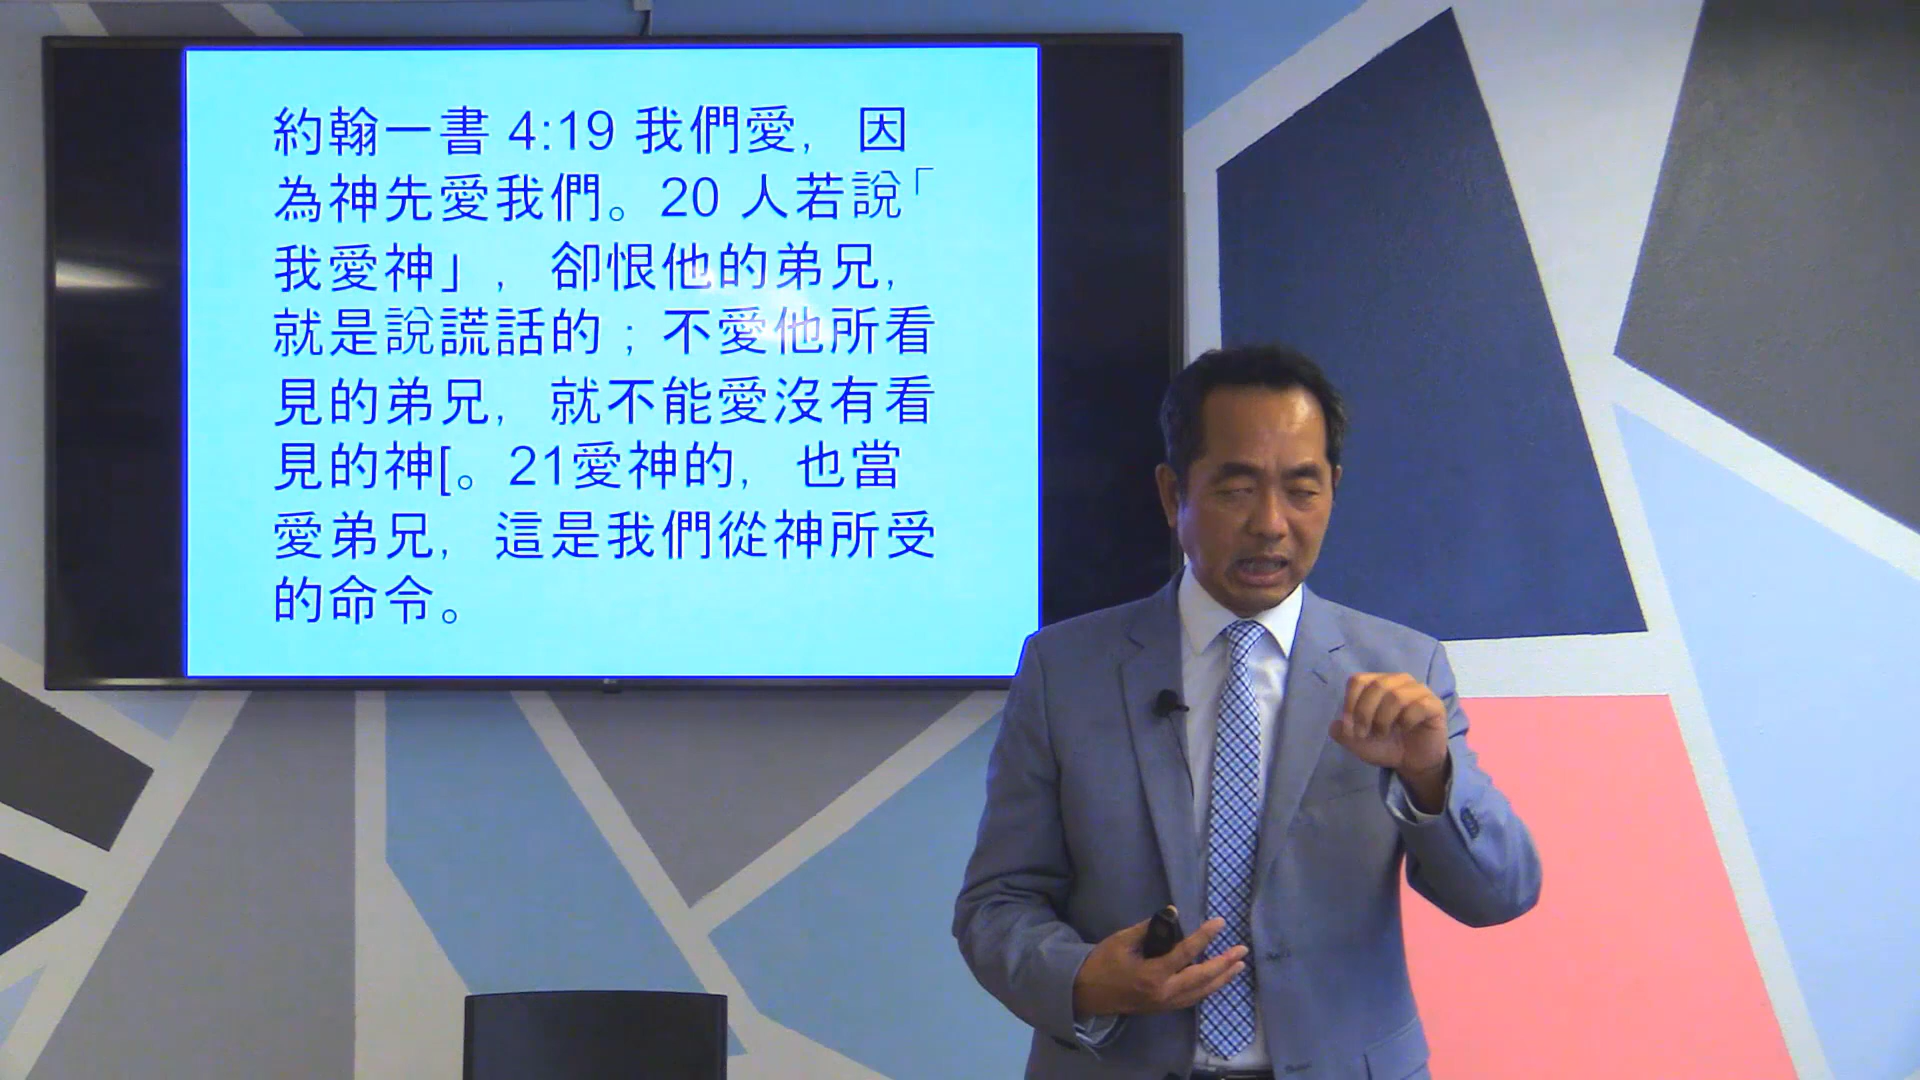 約翰一書 4:19 我們愛，因
為神先愛我們。20 人若說「
我愛神」，卻恨他的弟兄，
就是說謊話的；不愛他所看
見的弟兄，就不能愛沒有看
見的神[。21愛神的，也當
愛弟兄，這是我們從神所受
的命令。